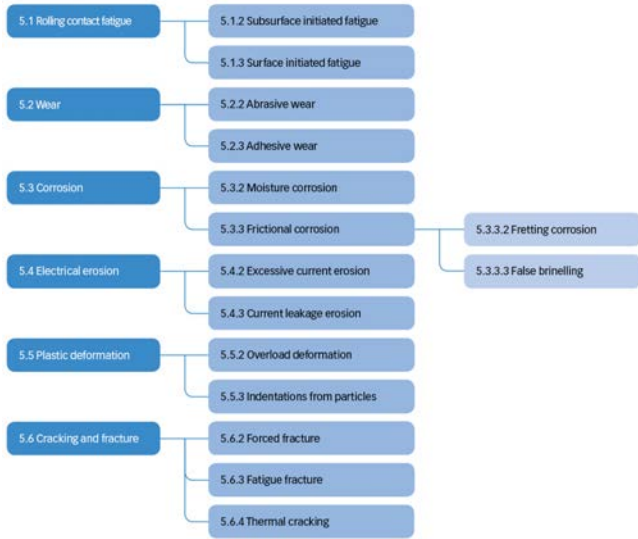 5.1 Rolling contact fatigue
5.1.2 Subsurface initiated fatigue
5.1.3 Surface initiated fatigue
5.2 Wear
5.2.2 Abrasive wear
5.2.3 Adhesive wear
5.3 Corrosion
5.3.2 Moisture corrosion
5.3.3 Frictional corrosion
5.3.3.2 Fretting corrosion
5.3.3.3 False brinelling
5.4 Electrical erosion
5.4.2 Excessive current erosion
5.4.3 Current leakage erosion
5.5 Plastic deformation
5.5.2 Overload deformation
5.5.3 Indentations from particles
5.6 Cracking and fracture
5.6.2 Forced fracture
5.6.3 Fatigue fracture
5.6.4 Thermal cracking